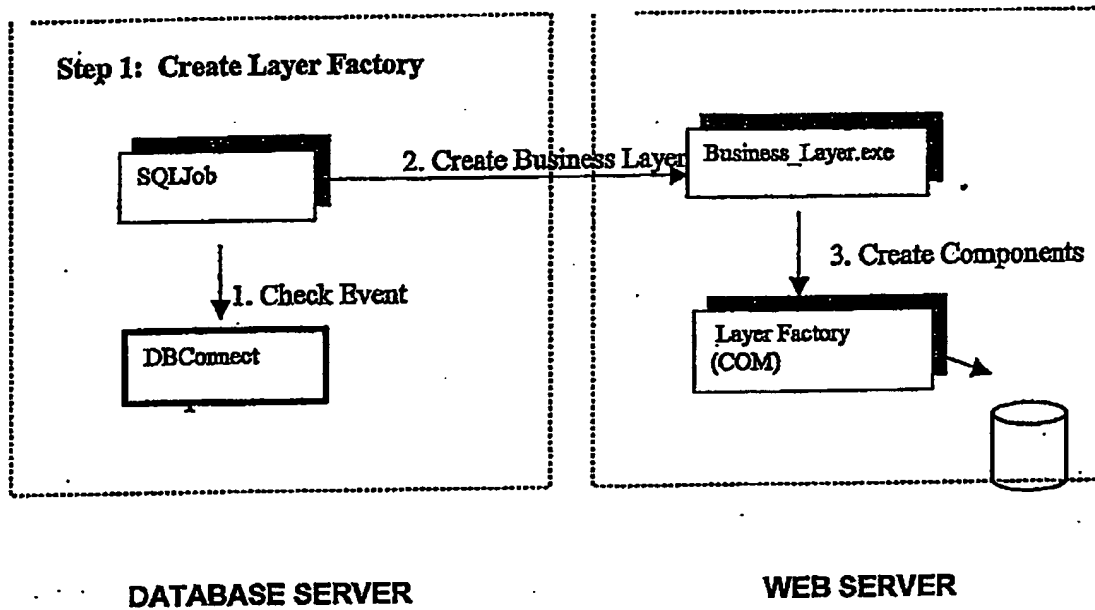 Step 1: Create Layer Factory
SQLJob
2. Create Business Layer
Business_Layer.exe
1. Check Event
3. Create Components
DBConnect
Layer Factory
(COM)
DATABASE SERVER
WEB SERVER